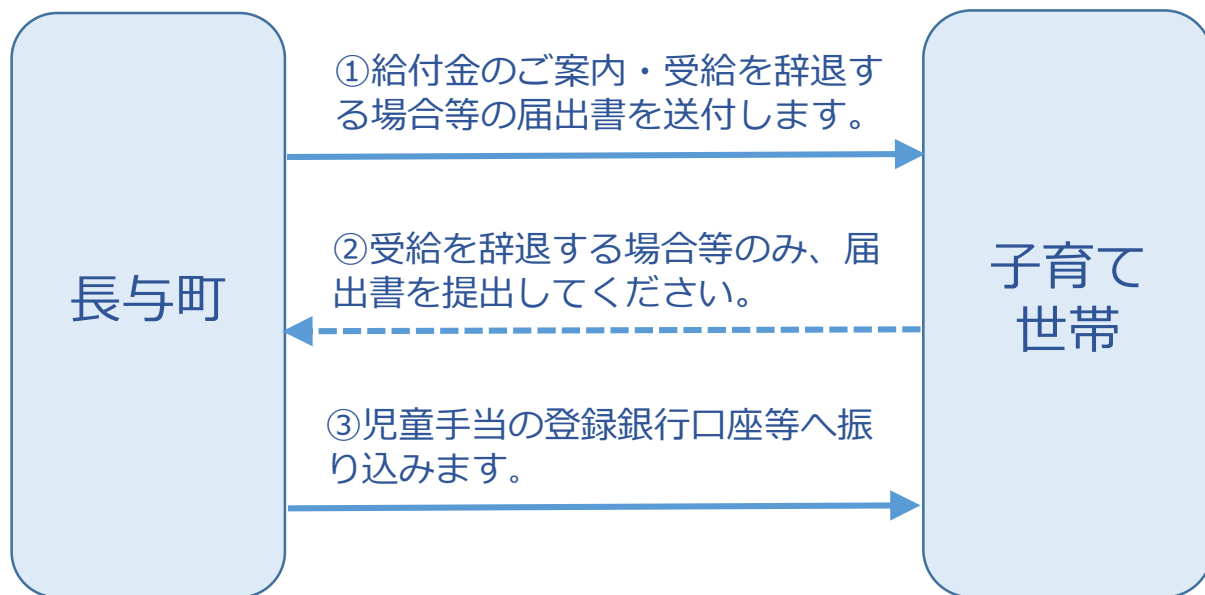 長与町
①給付金のご案内・受給を辞退す
る場合等の届出書を送付します。
②受給を辞退する場合等のみ、届
出書を提出してください。
③児童手当の登録銀行口座等へ振
り込みます。
子育て
世帯